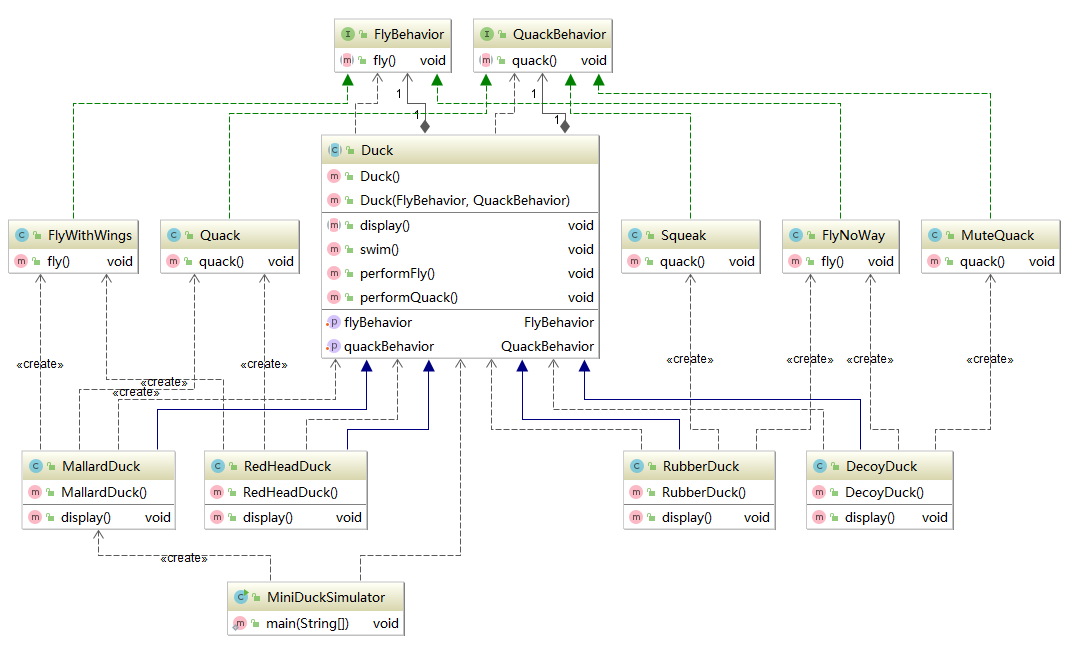 FlyBehavior
fly() void
QuackBehavior
quack() void
1
1
1
1
Duck
Duck()
Duck(FlyBehavior, QuackBehavior)
display() void
swim() void
performFly() void
performQuack() void
flyBehavior FlyBehavior
quackBehavior QuackBehavior
FlyWithWings
fly() void
Quack
quack() void
Squeak
quack() void
FlyNoWay
fly() void
MuteQuack
quack() void
«create»
«create»
«create»
«create»
«create»
«create»
«create»
«create»
MallardDuck
MallardDuck()
display() void
RedHeadDuck
RedHeadDuck()
display() void
RubberDuck
RubberDuck()
display() void
DecoyDuck
DecoyDuck()
display() void
«create»
MiniDuckSimulator
main(String[]) void